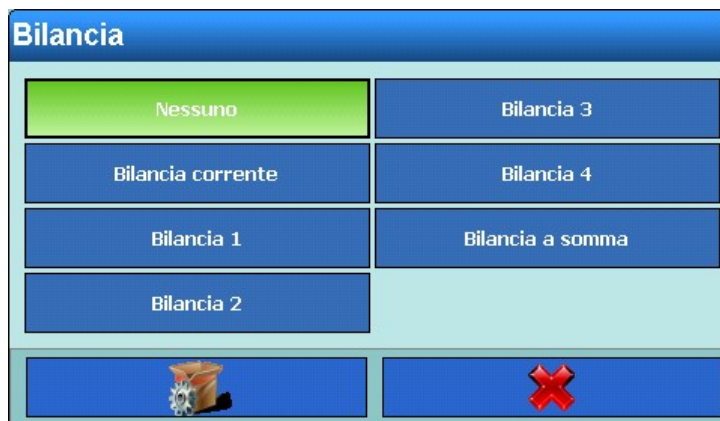 Bilancia
Nessuno
Bilancia 3
Bilancia corrente
Bilancia 4
Bilancia 1
Bilancia a somma
Bilancia 2